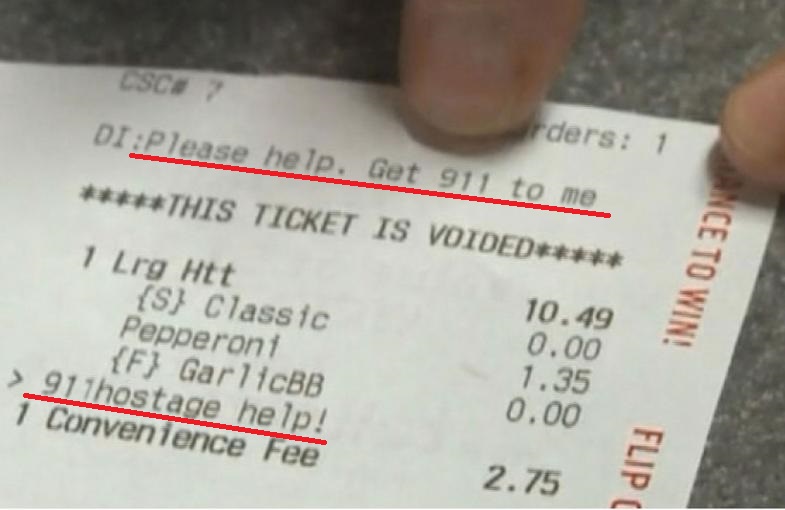 CSC# 7
rders: 1
DI:Please help. Get 911 to me
*****THIS TICKET IS VOIDED*****
1 Lrg Htt 10.49
{S} Classic 0.00
Pepperoni 1.35
{F} GarlicBB 0.00
> 911hostage help!
1 Convenience Fee 2.75
ANCE TO WIN!
FLIP